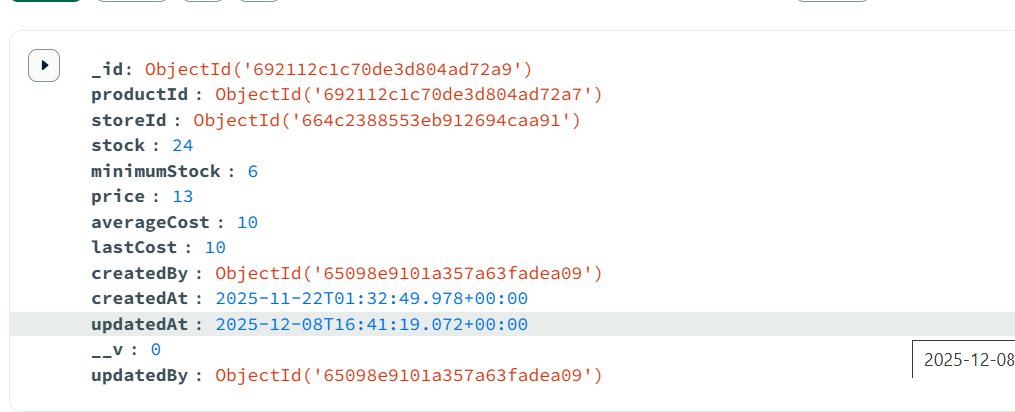 _id: ObjectId('692112c1c70de3d804ad72a9')
productId : ObjectId('692112c1c70de3d804ad72a7')
storeId : ObjectId('664c2388553eb912694caa91')
stock : 24
minimumStock : 6
price : 13
averageCost : 10
lastCost : 10
createdBy : ObjectId('65098e9101a357a63fadea09')
createdAt : 2025-11-22T01:32:49.978+00:00
updatedAt : 2025-12-08T16:41:19.072+00:00
__v : 0
2025-12-08
updatedBy : ObjectId('65098e9101a357a63fadea09')